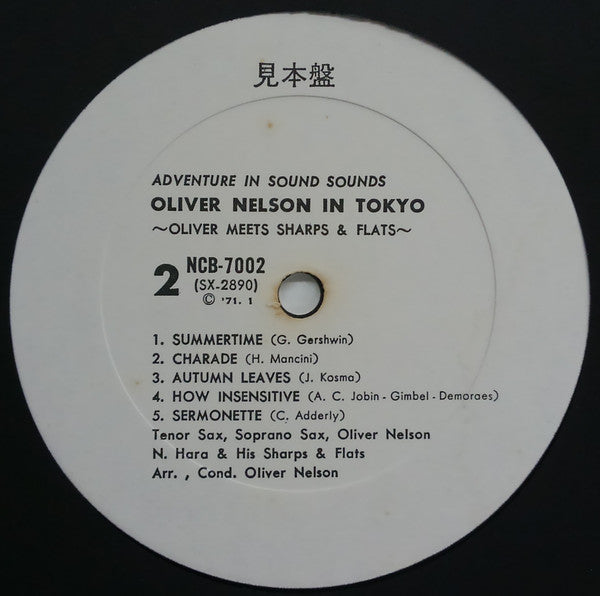 見本盤
ADVENTURE IN SOUND SOUNDS
OLIVER NELSON IN TOKYO
~OLIVER MEETS SHARPS & FLATS~
2 NCB-7002
(SX-2890)
© '71. 1
1. SUMMERTIME (G. Gershwin)
2. CHARADE (H. Mancini)
3. AUTUMN LEAVES (J. Kosma)
4. HOW INSENSITIVE (A. C. Jobin - Gimbel - Demoraes)
5. SERMONETTE (C. Adderly)
Tenor Sax, Soprano Sax, Oliver Nelson
N. Hara & His Sharps & Flats
Arr. , Cond. Oliver Nelson